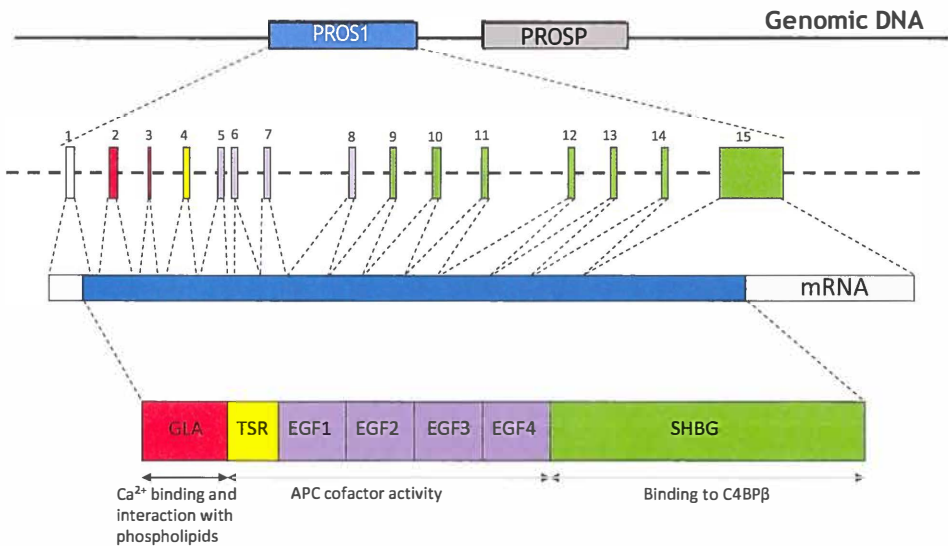 Genomic DNA
PROS1
PROSP
1 2 3 4 5 6 7 8 9 10 11 12 13 14 15
mRNA
GLA TSR EGF1 EGF2 EGF3 EGF4 SHBG
Ca²⁺ binding and
interaction with
phospholipids
APC cofactor activity
Binding to C4BPβ